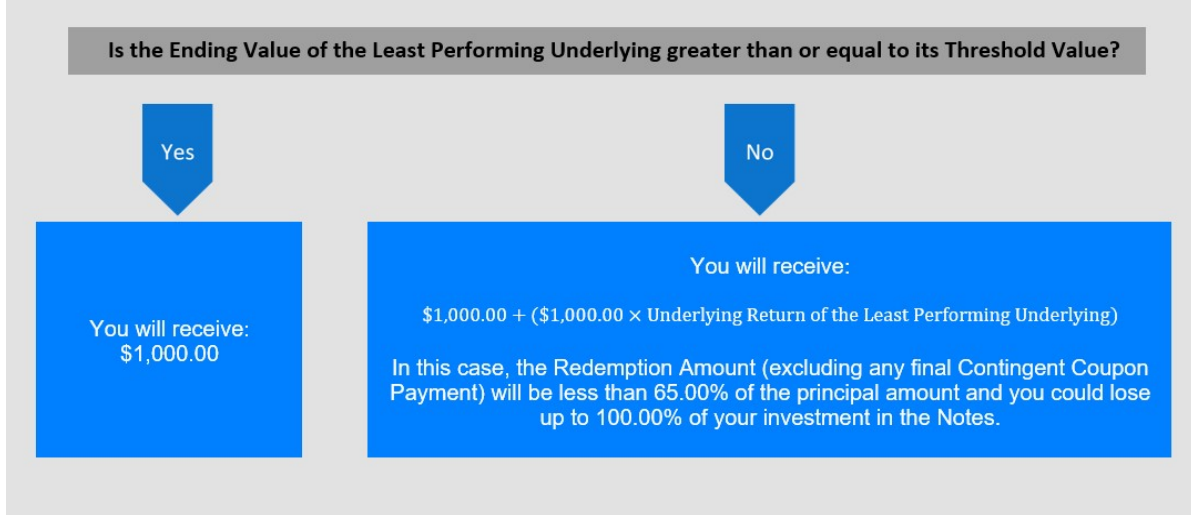 Is the Ending Value of the Least Performing Underlying greater than or equal to its Threshold Value?
Yes
No
You will receive:
$1,000.00
You will receive:
$1,000.00 + ($1,000.00 × Underlying Return of the Least Performing Underlying)
In this case, the Redemption Amount (excluding any final Contingent Coupon
Payment) will be less than 65.00% of the principal amount and you could lose
up to 100.00% of your investment in the Notes.